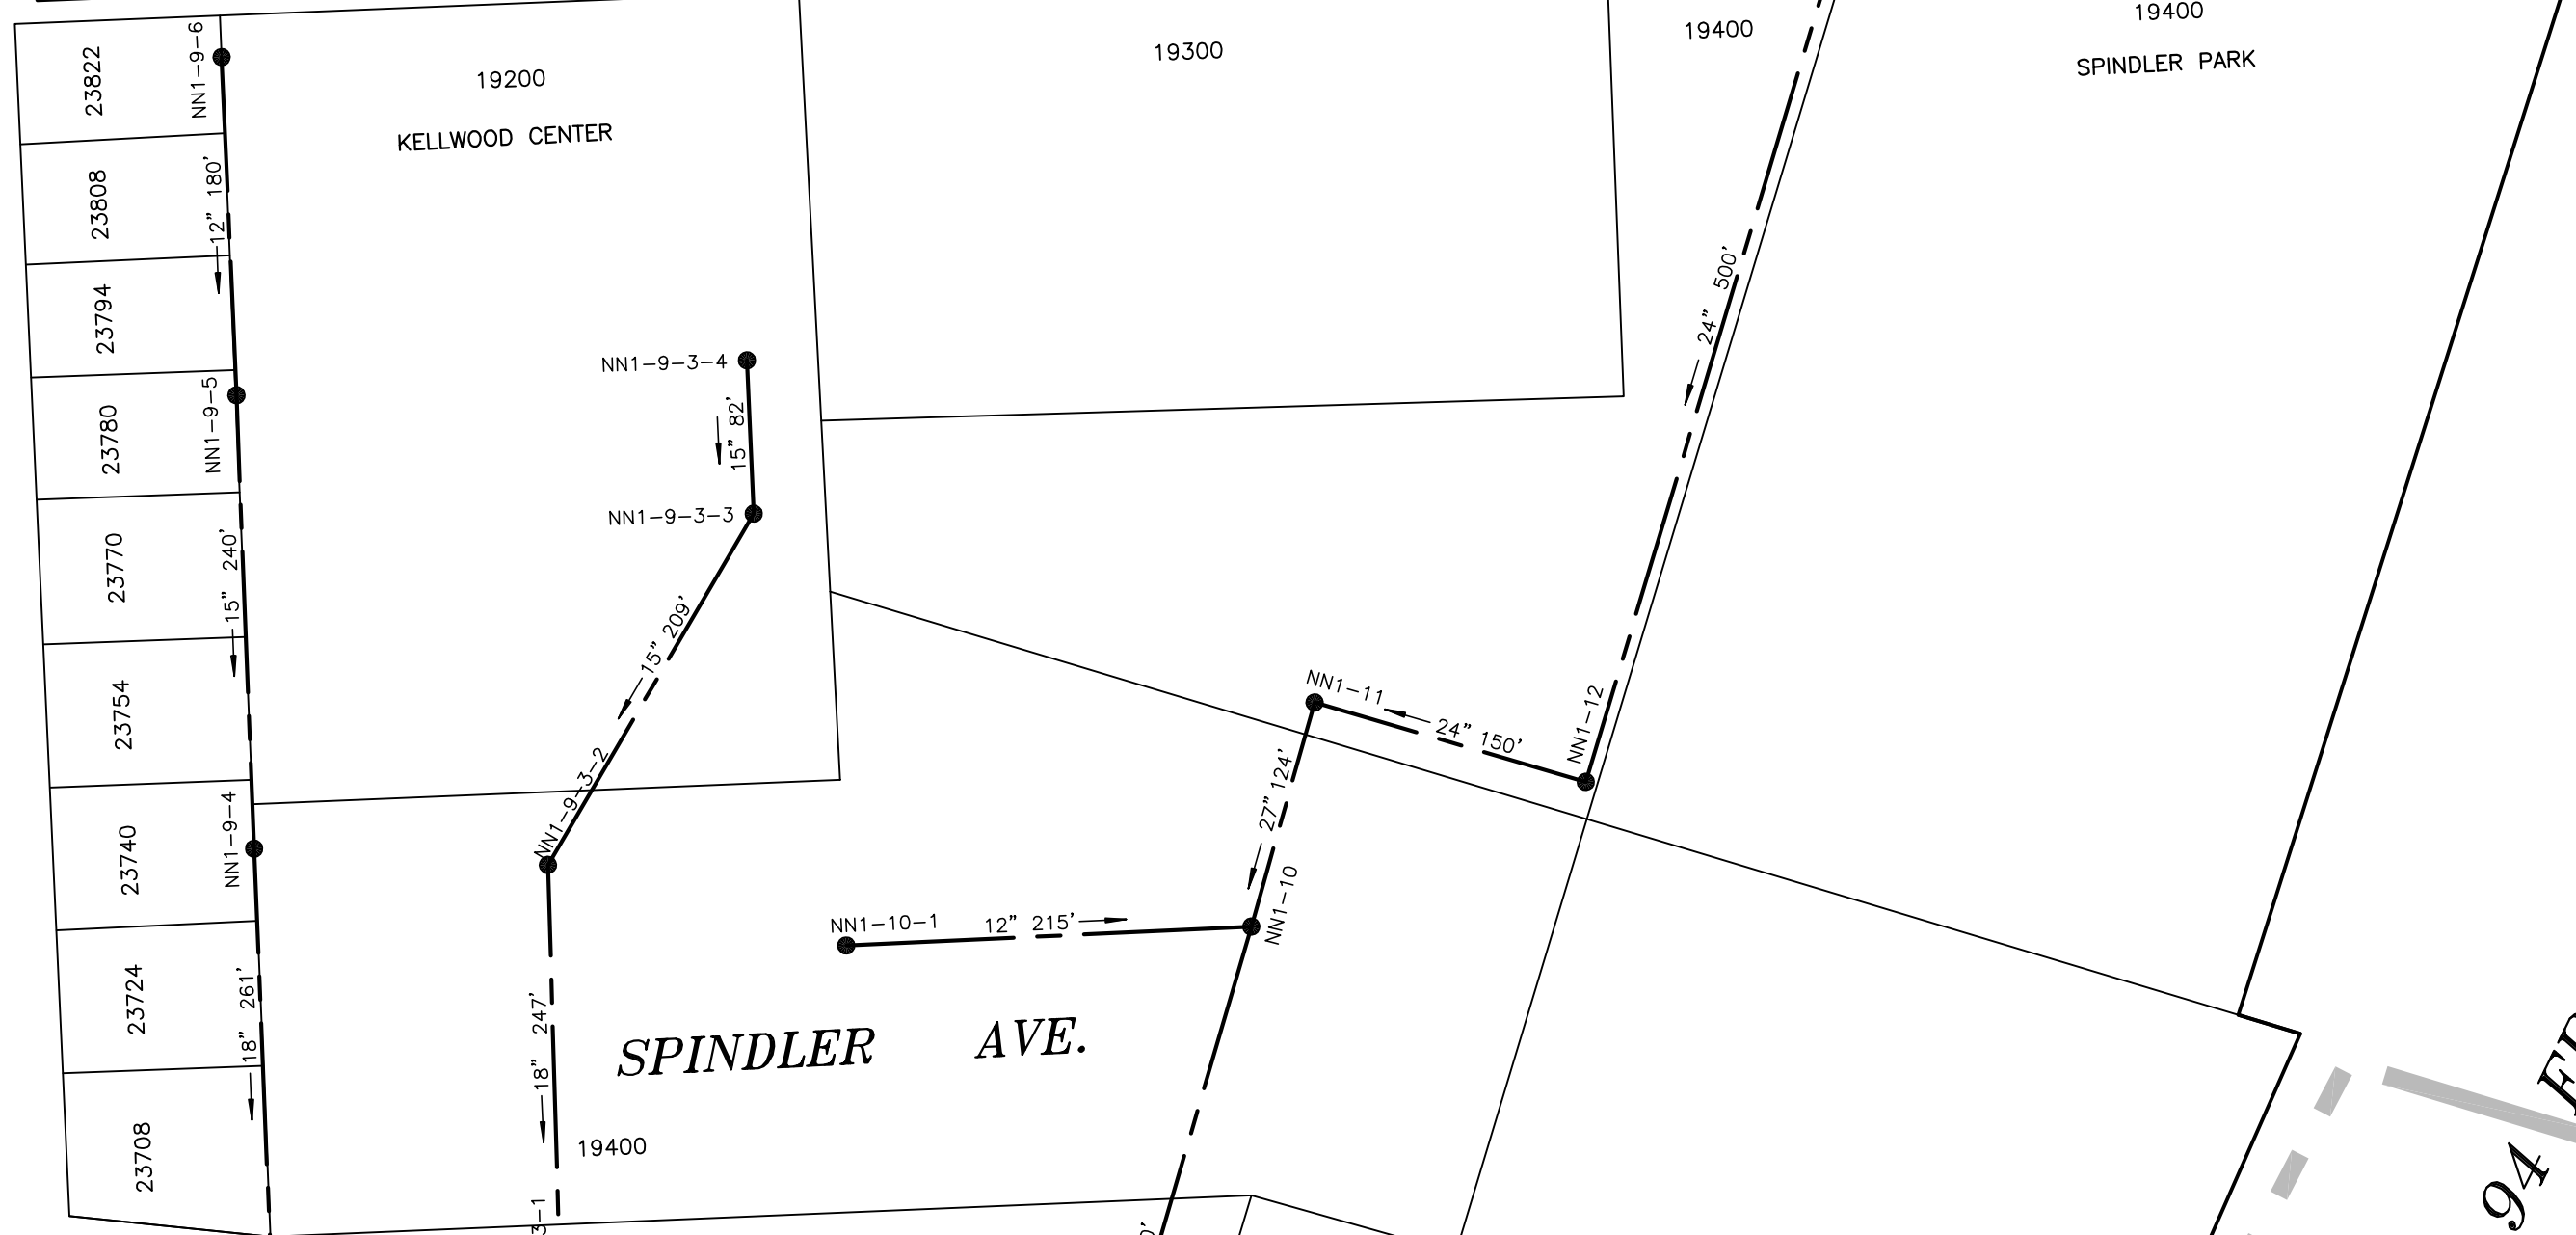 23822
NN1-9-6
19200
KELLWOOD CENTER
19300
19400
19400
SPINDLER PARK
23808
12" 180'
23794
24" 500'
NN1-9-3-4
15" 82'
23780
NN1-9-5
NN1-9-3-3
23770
15" 240'
15" 209'
23754
NN1-11
24" 150'
NN1-12
NN1-9-3-2
27" 124'
23740
NN1-9-4
NN1-10-1
12" 215'
NN1-10
23724
18" 261'
18" 247'
SPINDLER AVE.
19400
23708
3-1
94